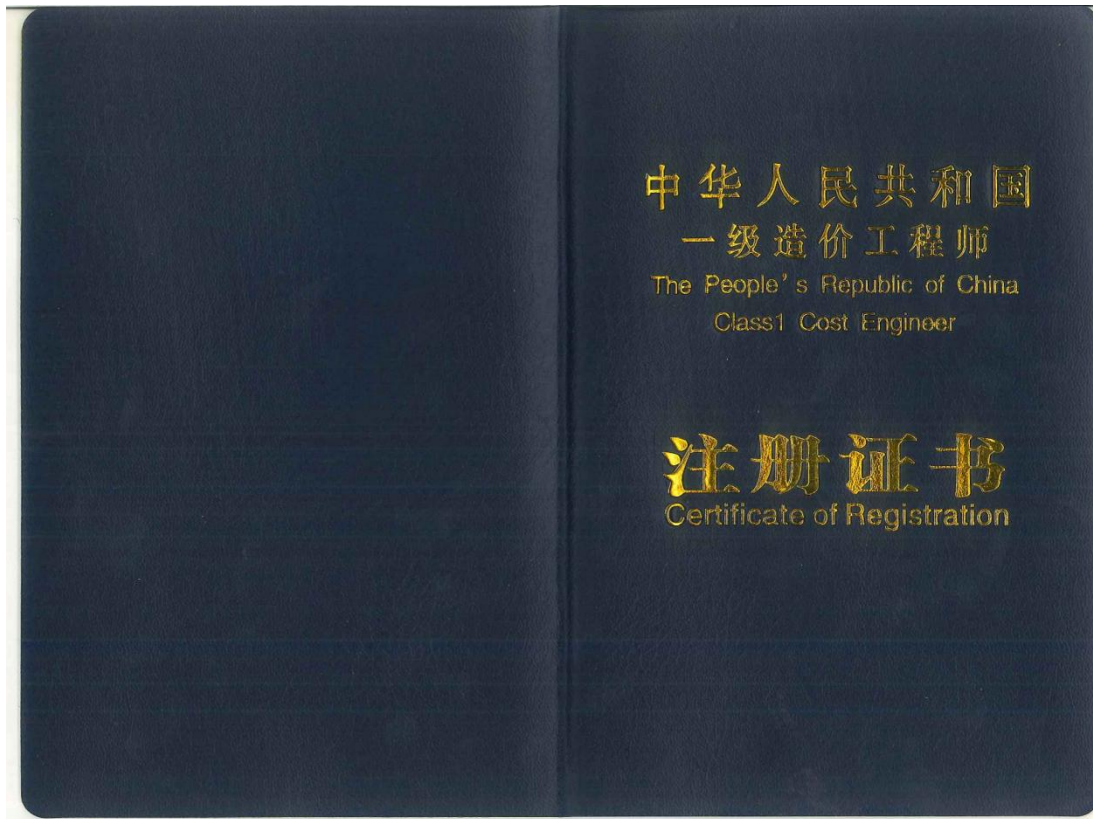 中华人民共和国
一级造价工程师
The People's Republic of China
Class1 Cost Engineer
注册证书
Certificate of Registration